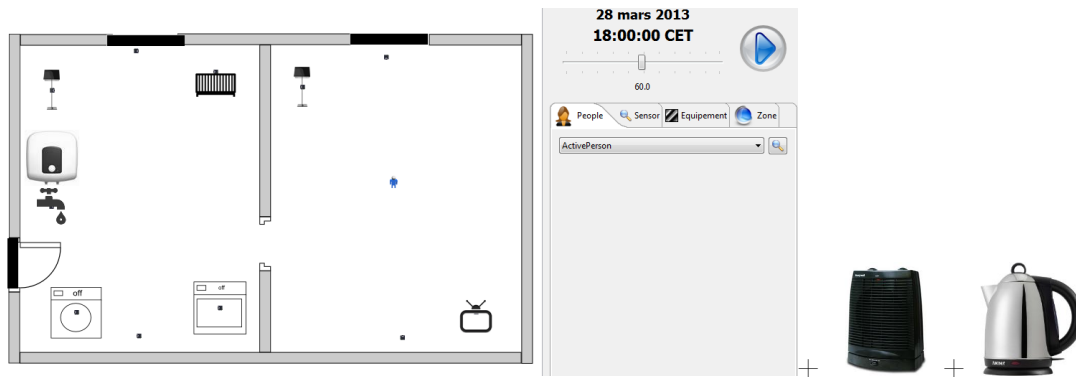 28 mars 2013
18:00:00 CET
60.0
People Sensor Equipement Zone
ActivePerson
off
off